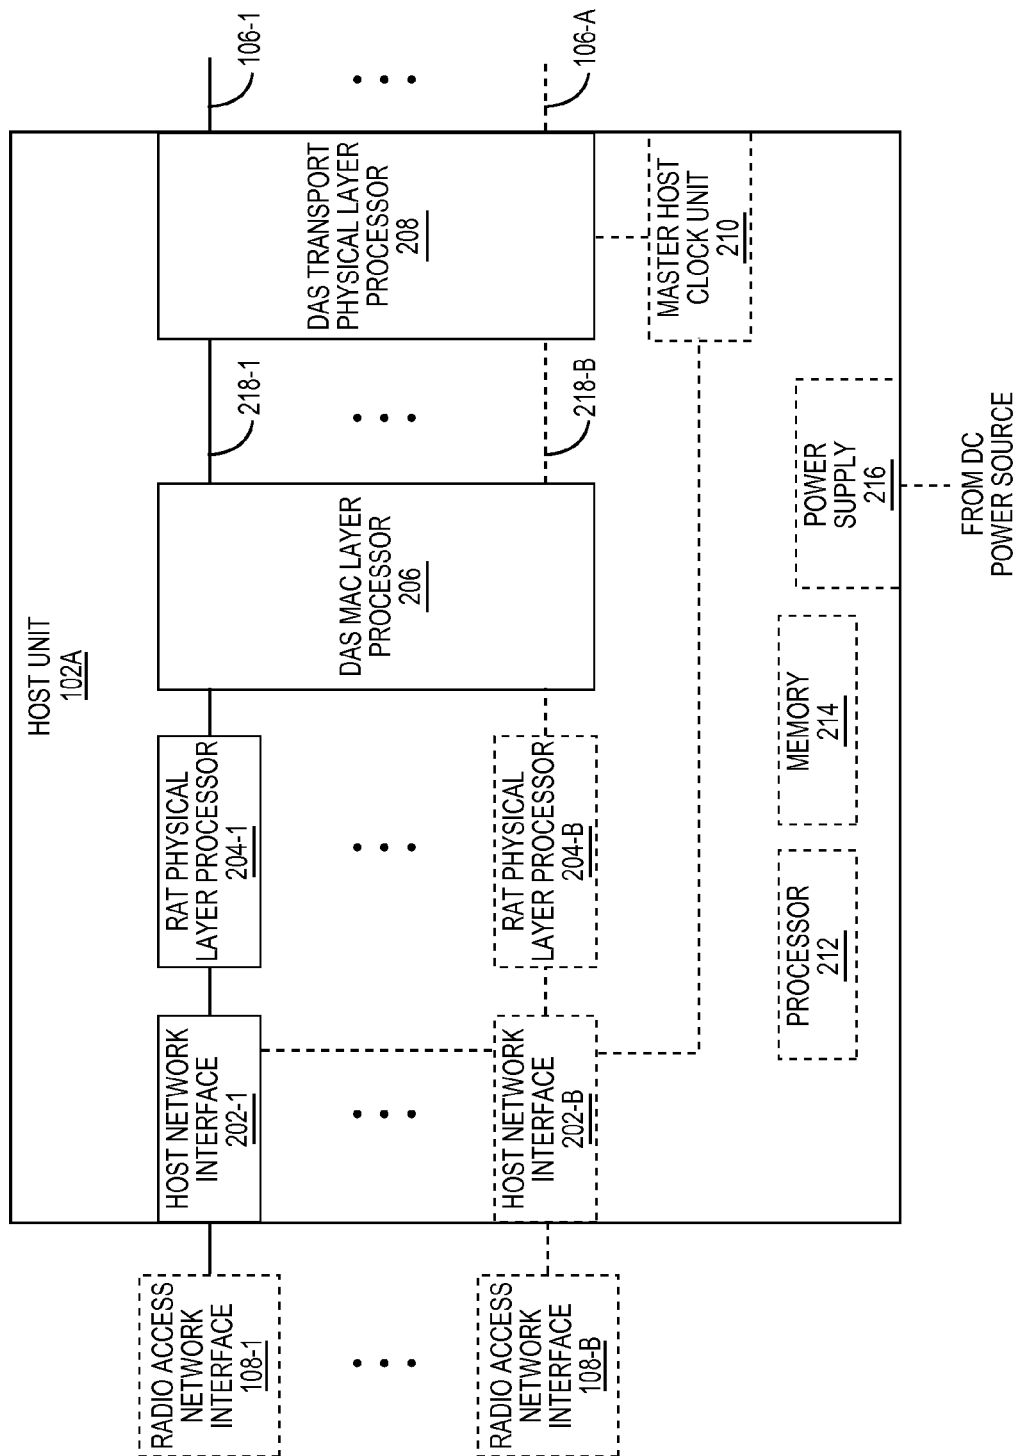 HOST UNIT
102A
RADIO ACCESS
NETWORK
INTERFACE
108-1
HOST NETWORK
INTERFACE
202-1
RAT PHYSICAL
LAYER PROCESSOR
204-1
DAS MAC LAYER
PROCESSOR
206
218-1
DAS TRANSPORT
PHYSICAL LAYER
PROCESSOR
208
106-1
RADIO ACCESS
NETWORK
INTERFACE
108-B
HOST NETWORK
INTERFACE
202-B
RAT PHYSICAL
LAYER PROCESSOR
204-B
218-B
106-A
MASTER HOST
CLOCK UNIT
210
PROCESSOR
212
MEMORY
214
POWER
SUPPLY
216
FROM DC
POWER SOURCE